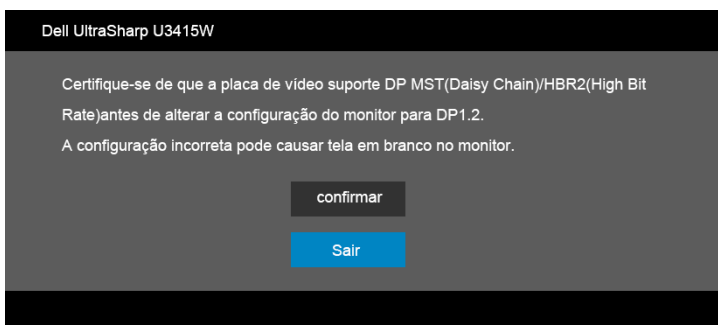 Dell UltraSharp U3415W
Certifique-se de que a placa de vídeo suporte DP MST(Daisy Chain)/HBR2(High Bit
Rate)antes de alterar a configuração do monitor para DP1.2.
A configuração incorreta pode causar tela em branco no monitor.
confirmar
Sair